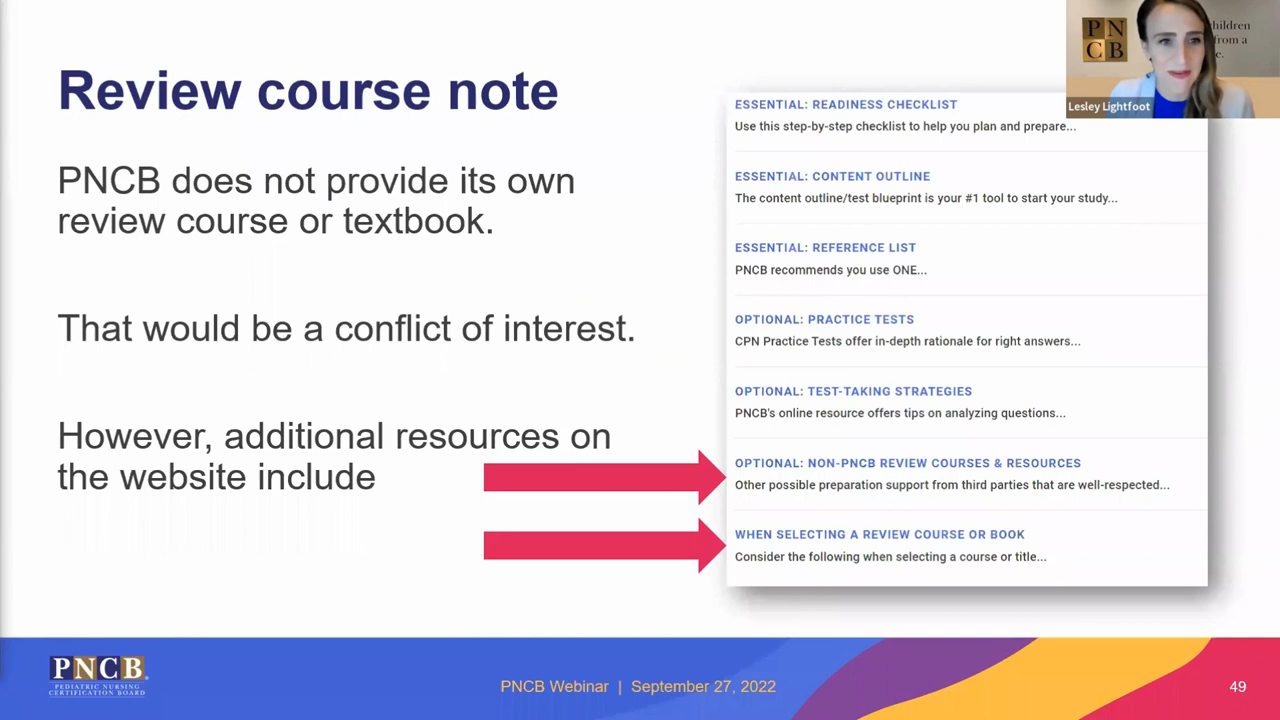 Review course note
PNCB does not provide its own
review course or textbook.
That would be a conflict of interest.
However, additional resources on
the website include
ESSENTIAL: READINESS CHECKLIST
Use this step-by-step checklist to help you plan and prepare...
ESSENTIAL: CONTENT OUTLINE
The content outline/test blueprint is your #1 tool to start your study...
ESSENTIAL: REFERENCE LIST
PNCB recommends you use ONE...
OPTIONAL: PRACTICE TESTS
CPN Practice Tests offer in-depth rationale for right answers...
OPTIONAL: TEST-TAKING STRATEGIES
PNCB's online resource offers tips on analyzing questions...
OPTIONAL: NON-PNCB REVIEW COURSES & RESOURCES
Other possible preparation support from third parties that are well-respected...
WHEN SELECTING A REVIEW COURSE OR BOOK
Consider the following when selecting a course or title...
PN
CB
hildren
from a
Lesley Lightfoot
PNCB
PEDIATRIC NURSING
CERTIFICATION BOARD
PNCB Webinar | September 27, 2022
49